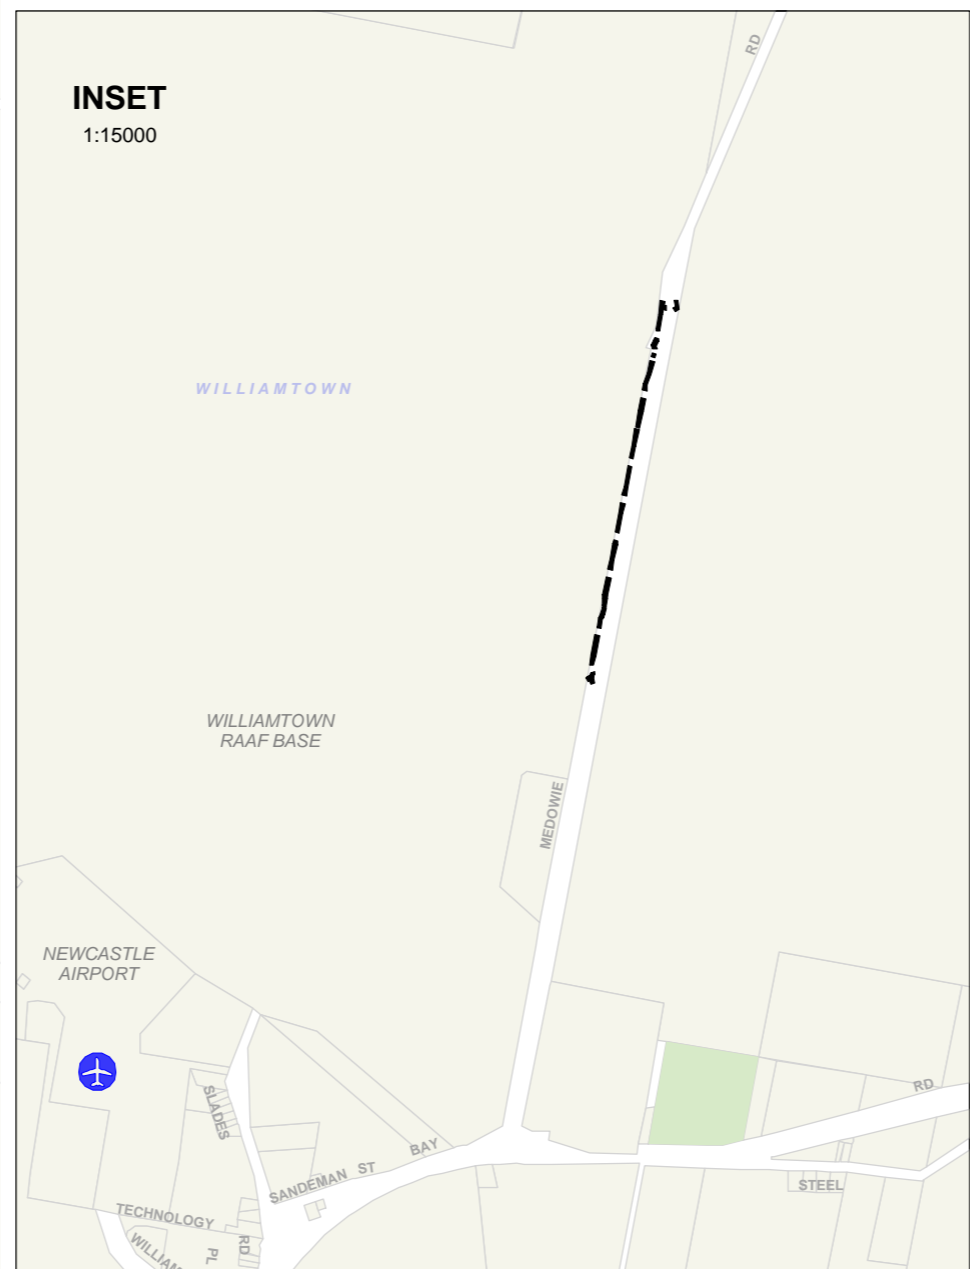 RD
INSET
1:15000
WILLIAMTOWN
WILLIAMTOWN
RAAF BASE
MEDOWIE
NEWCASTLE
AIRPORT
RD
SLADES
BAY
SANDEMAN ST
STEEL
TECHNOLOGY
PL
RD